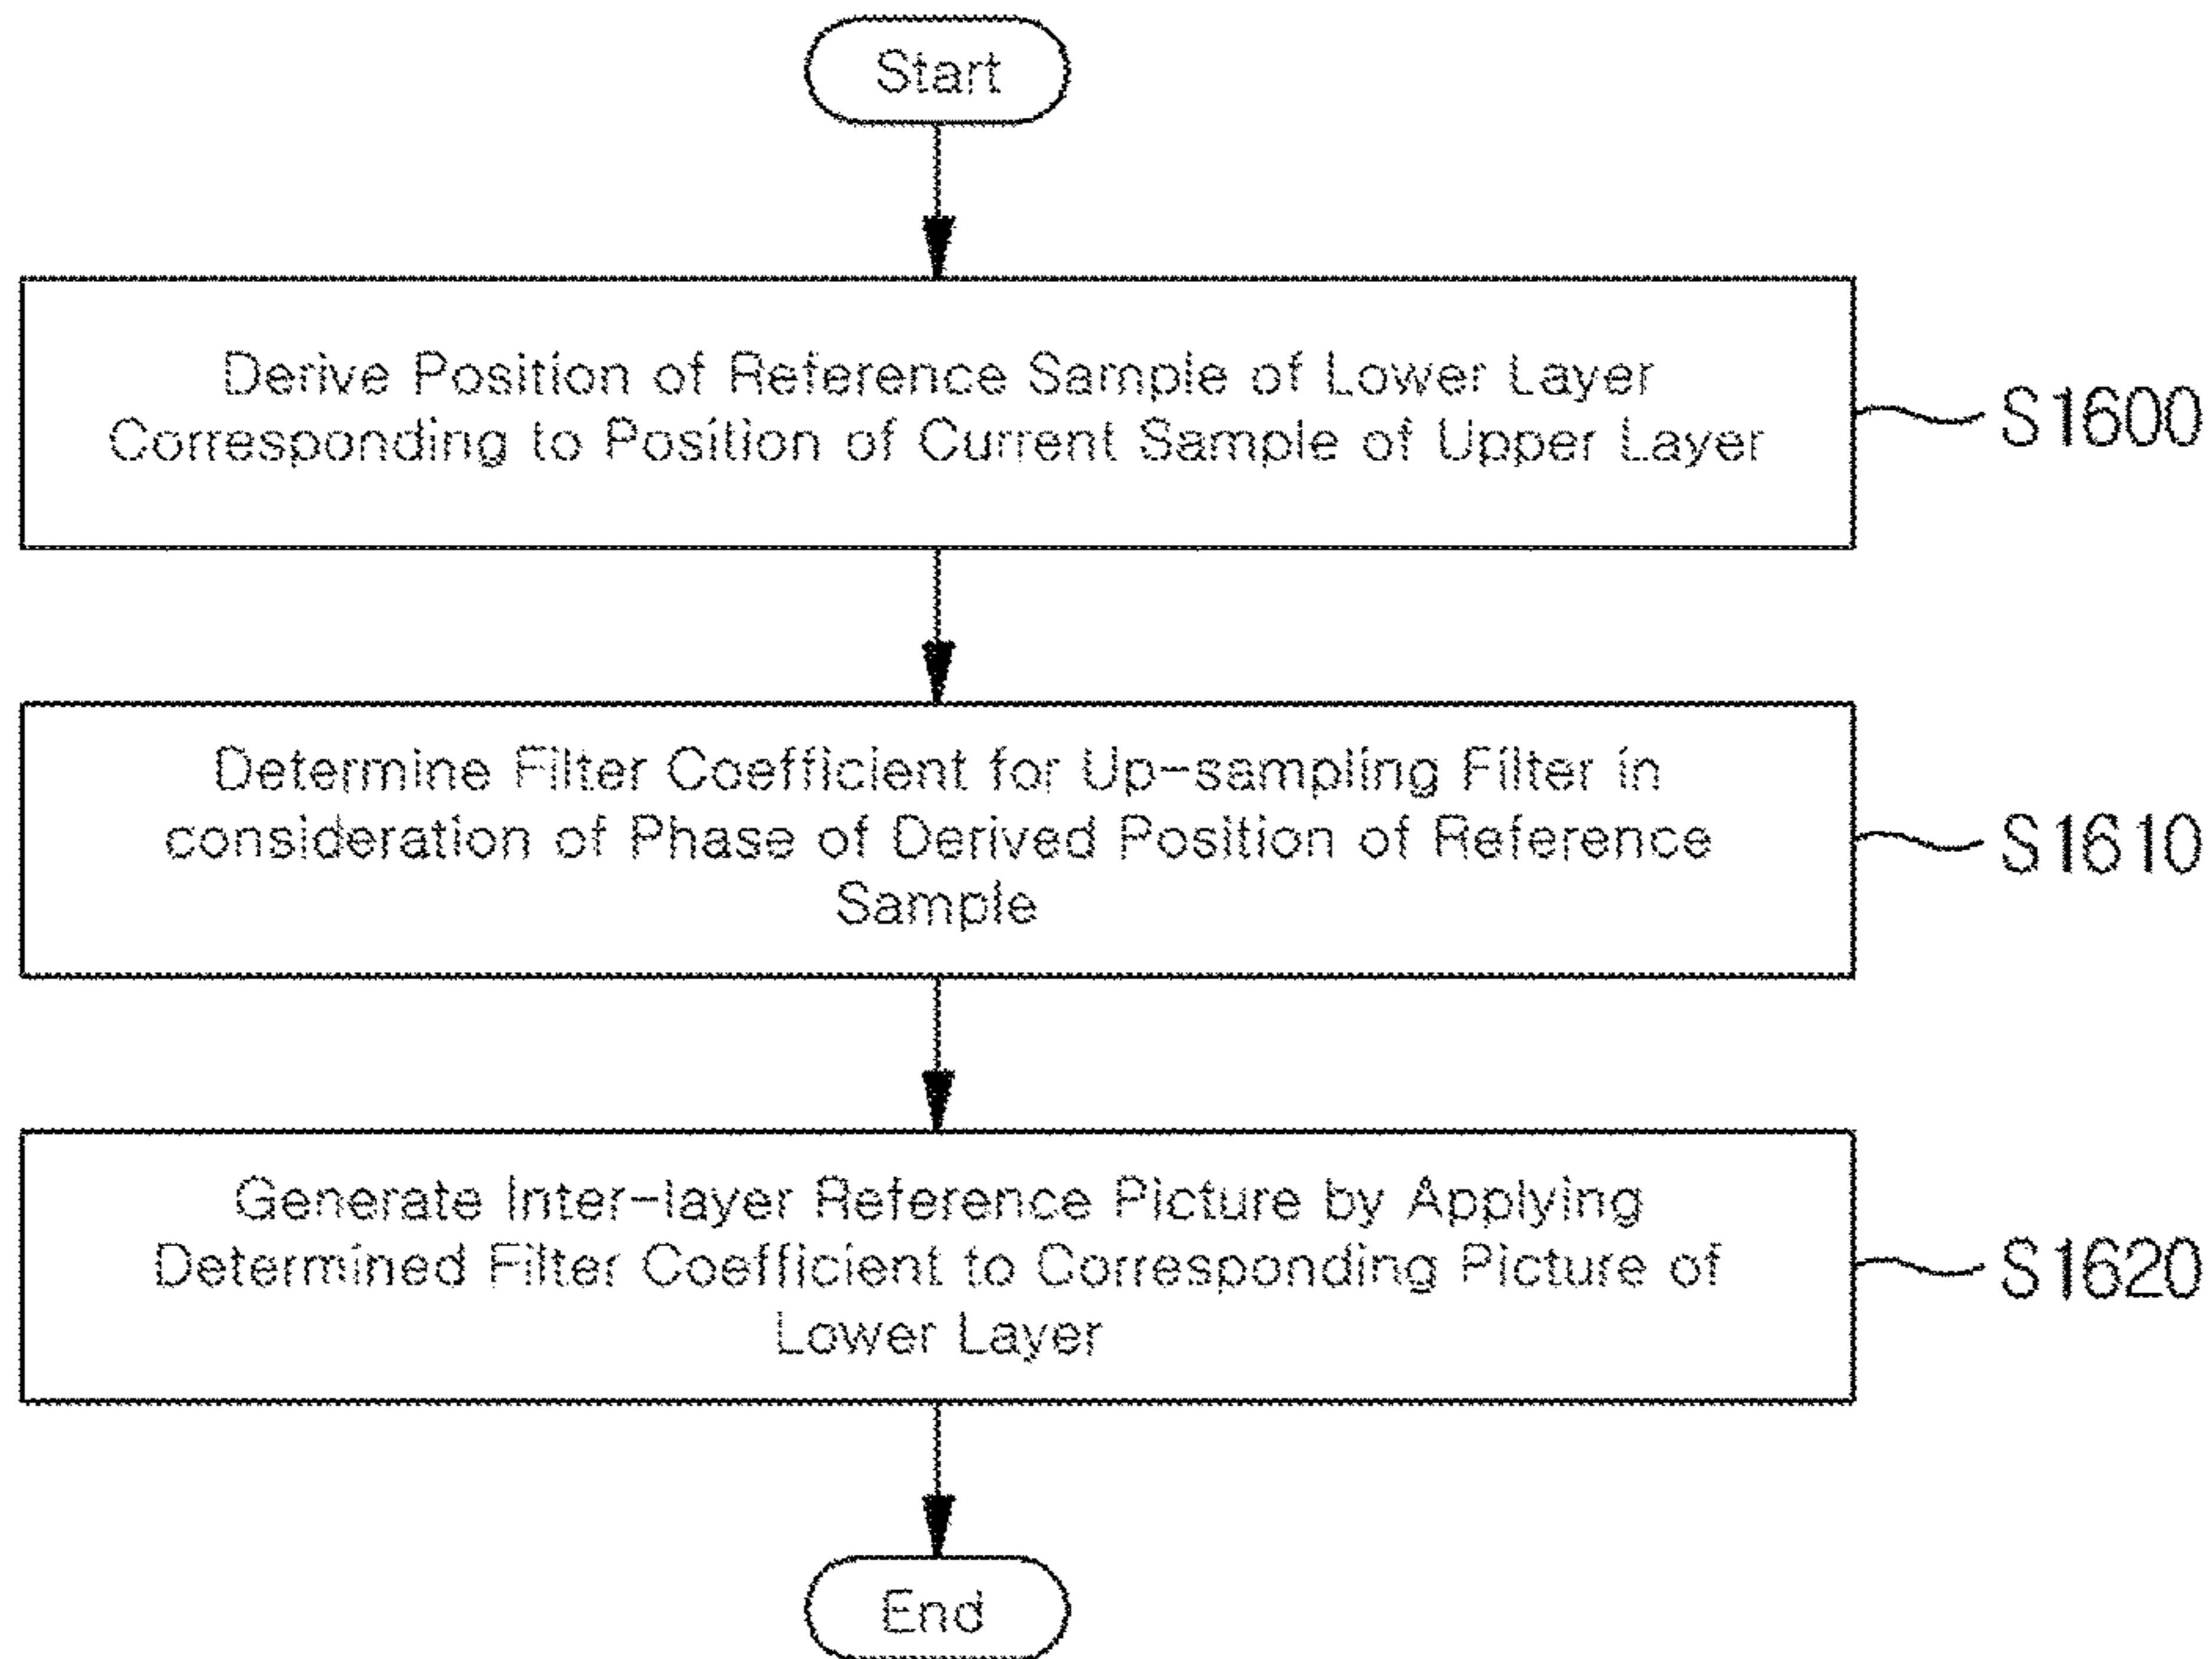 Start
Derive Position of Reference Sample of Lower Layer
Corresponding to Position of Current Sample of Upper Layer
S1600
Determine Filter Coefficient for Up-sampling Filter in
consideration of Phase of Derived Position of Reference
Sample
S1610
Generate Inter-layer Reference Picture by Applying
Determined Filter Coefficient to Corresponding Picture of
Lower Layer
S1620
End